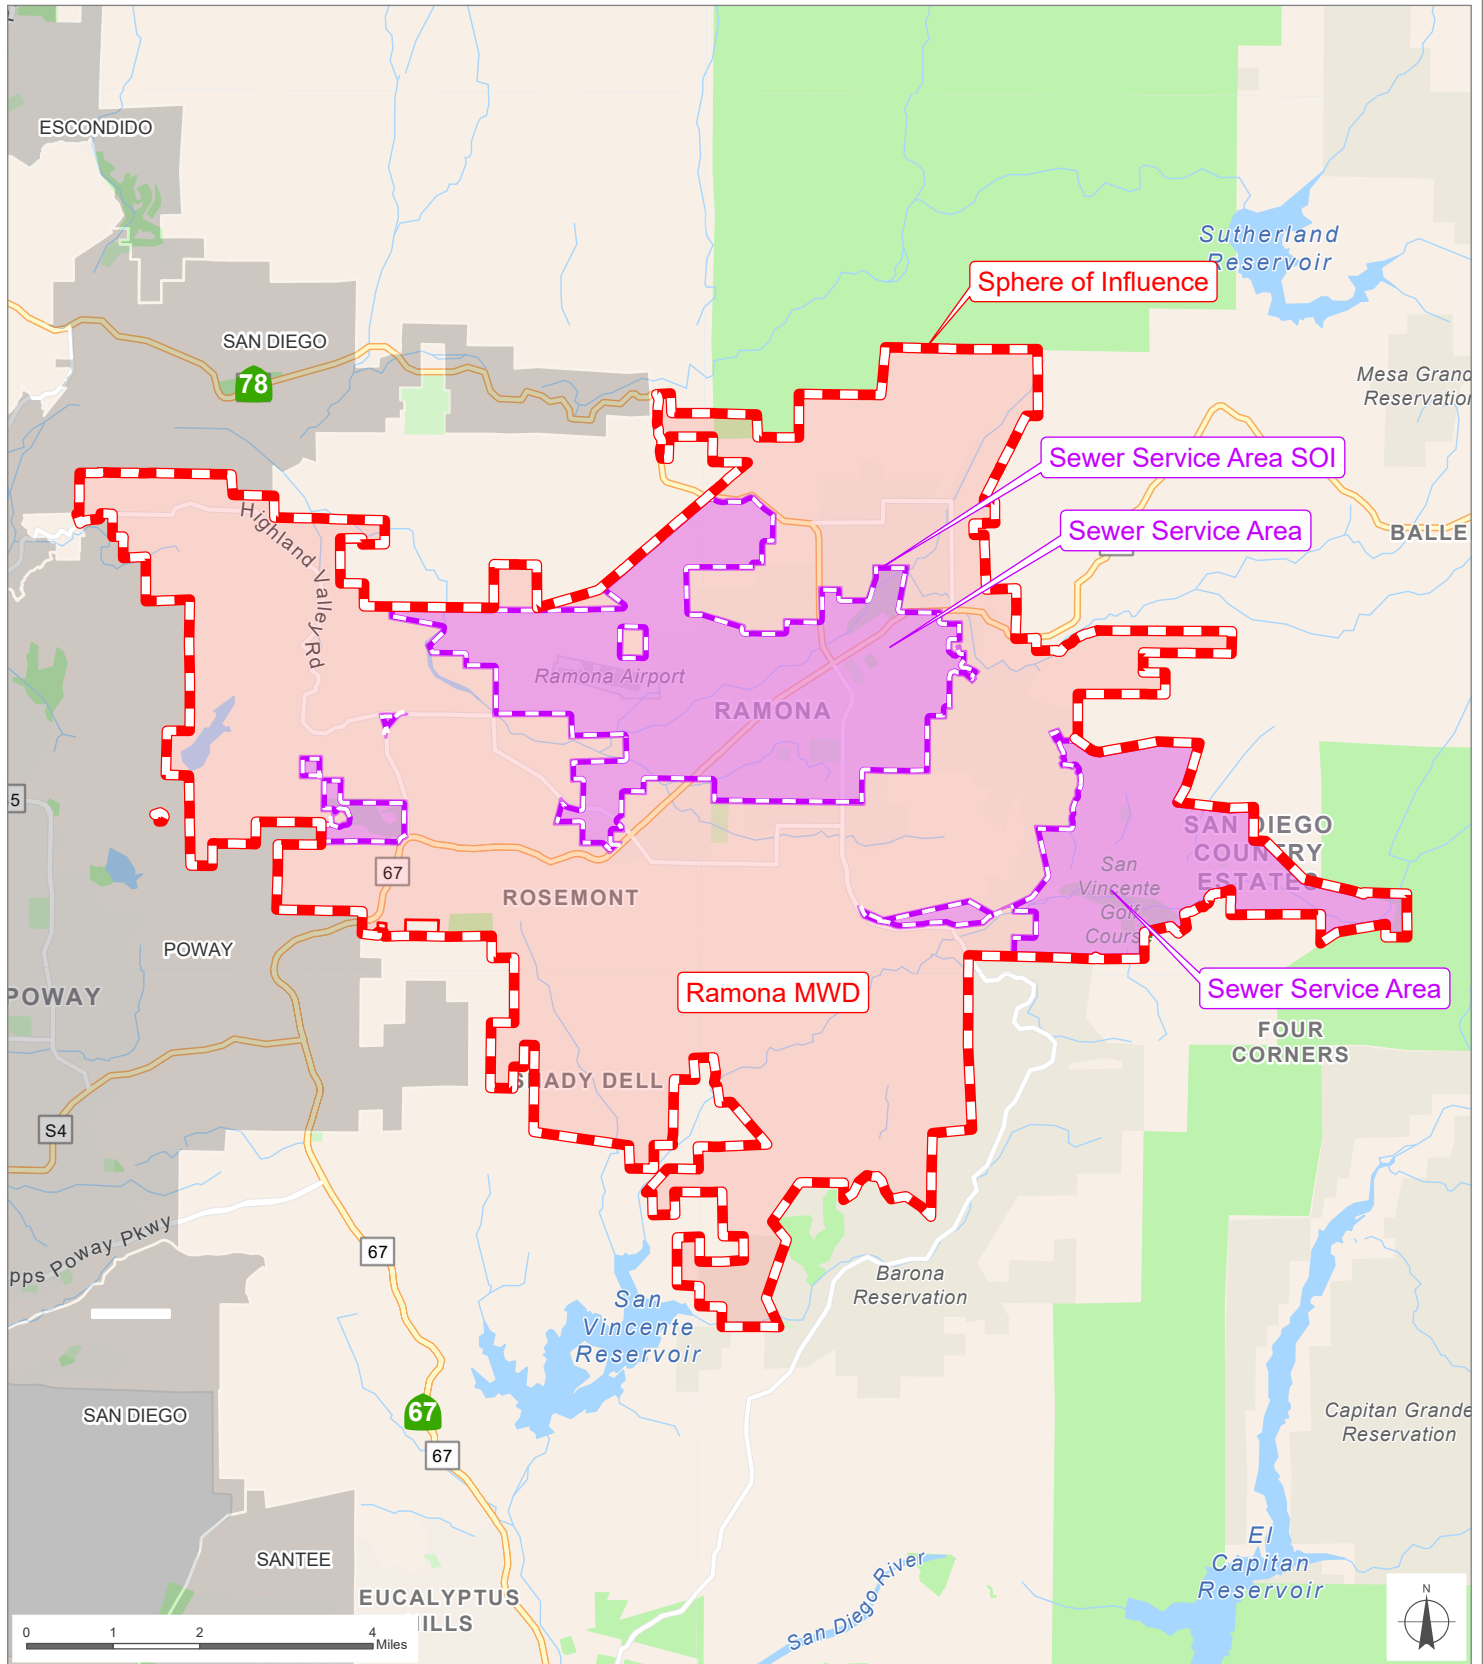 ESCONDIDO
Sutherland
Reservoir
Sphere of Influence
SAN DIEGO
78
Mesa Grand
Reservation
Sewer Service Area SOI
Highland Valley Rd
Sewer Service Area
BALLE
Ramona Airport
RAMONA
5
SAN DIEGO
COUNTRY
ESTATES
San
Vincente
Golf
Course
67
ROSEMONT
POWAY
POWAY
Ramona MWD
Sewer Service Area
FOUR
CORNERS
SHADY DELL
S4
pps Poway Pkwy
67
Barona
Reservation
San
Vincente
Reservoir
67
SAN DIEGO
67
Capitan Grande
Reservation
El
Capitan
Reservoir
SANTEE
San Diego River
EUCALYPTUS
HILLS
N
0 1 2 4
Miles